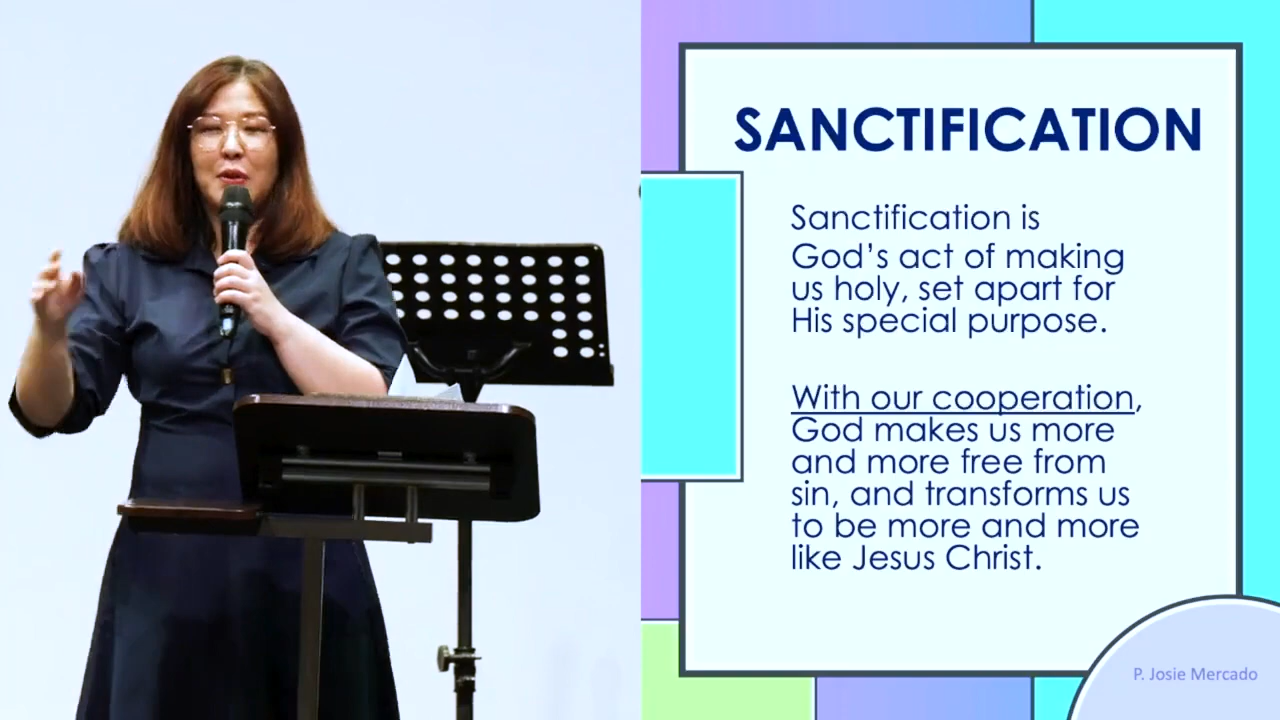 SANCTIFICATION
Sanctification is
God's act of making
us holy, set apart for
His special purpose.
With our cooperation,
God makes us more
and more free from
sin, and transforms us
to be more and more
like Jesus Christ.
P. Josie Mercado